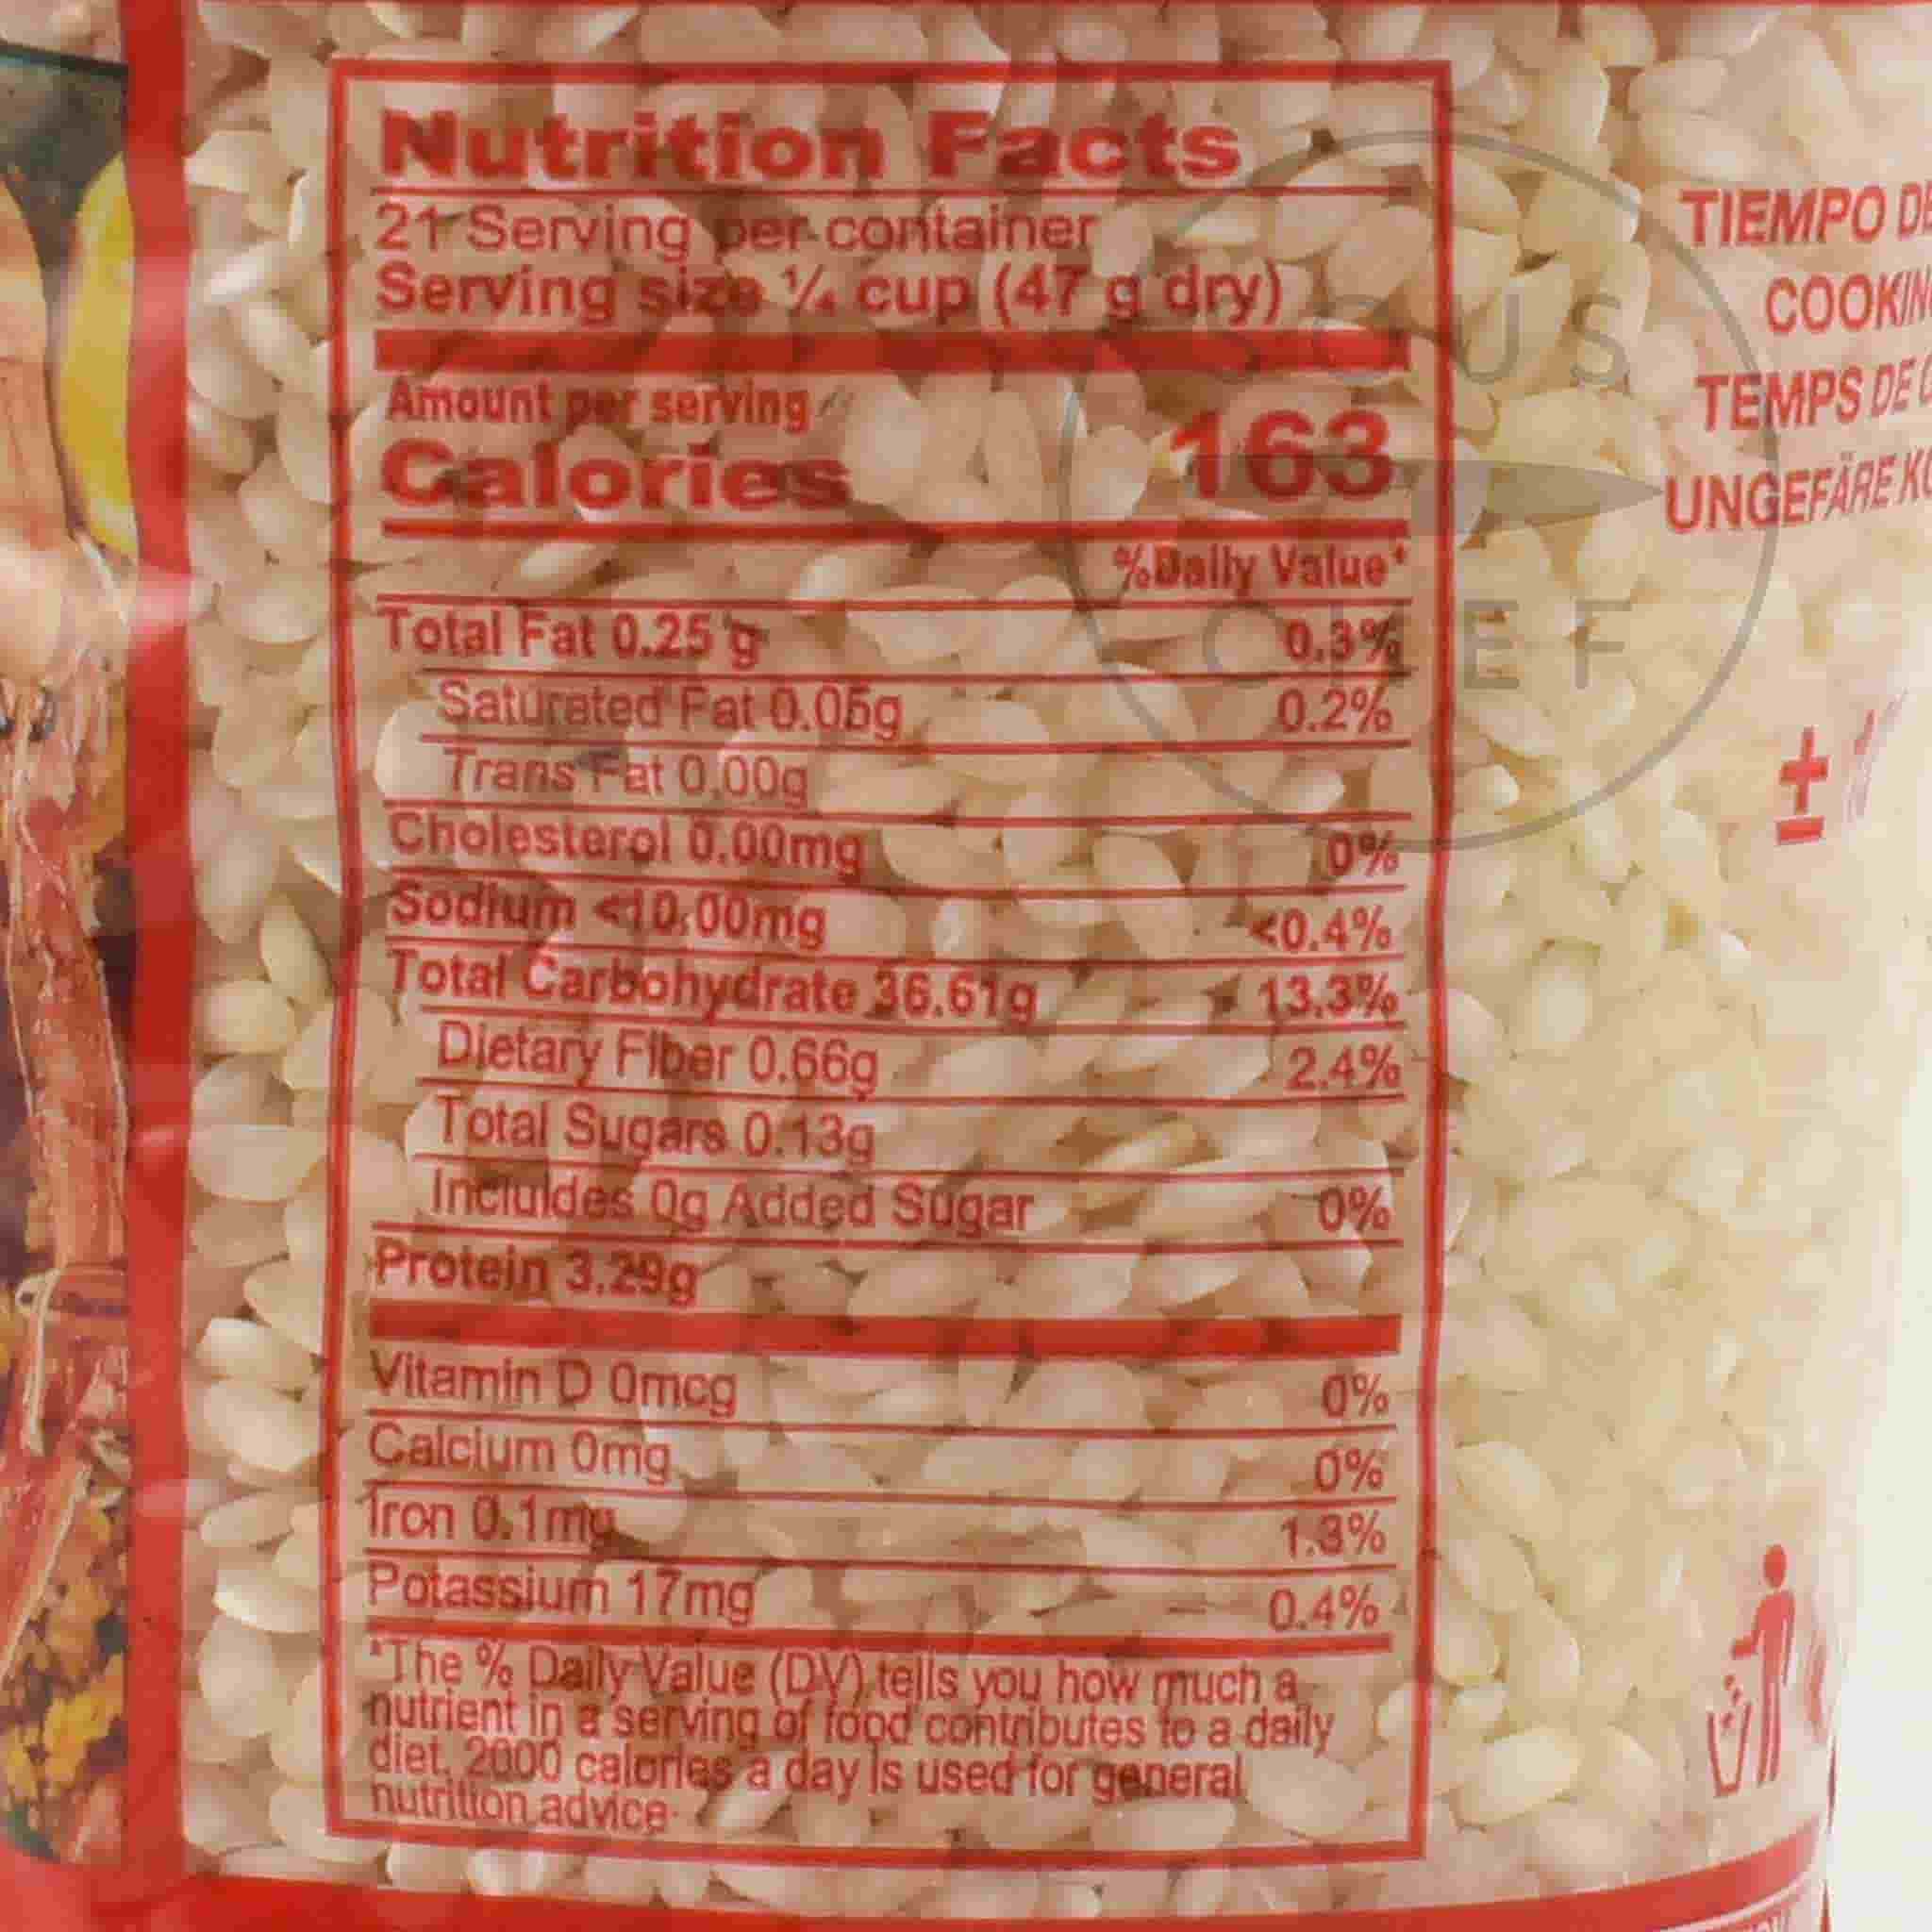 Nutrition Facts
21 Serving per container
Serving size ¼ cup (47 g dry)
Amount per serving
Calories 163
%Daily Value*
Total Fat 0.25 g 0.3%
Saturated Fat 0.05g 0.2%
Trans Fat 0,00g
Cholesterol 0.00mg 0%
Sodium <10.00mg <0.4%
Total Carbohydrate 36.61g 13.3%
Dietary Fiber 0.66g 2.4%
Total Sugars 0.13g
Incluldes 0g Added Sugar 0%
Protein 3.29g
Vitamin D 0mcg 0%
Calcium 0mg 0%
Iron 0.1mg 1.3%
Potassium 17mg 0.4%
*The % Daily Value (DV) tells you how much a
nutrient in a serving of food contributes to a daily
diet. 2000 calories a day is used for general
nutrition advice
TIEMPO
TEMPS DE
UNGEFÄRE
±